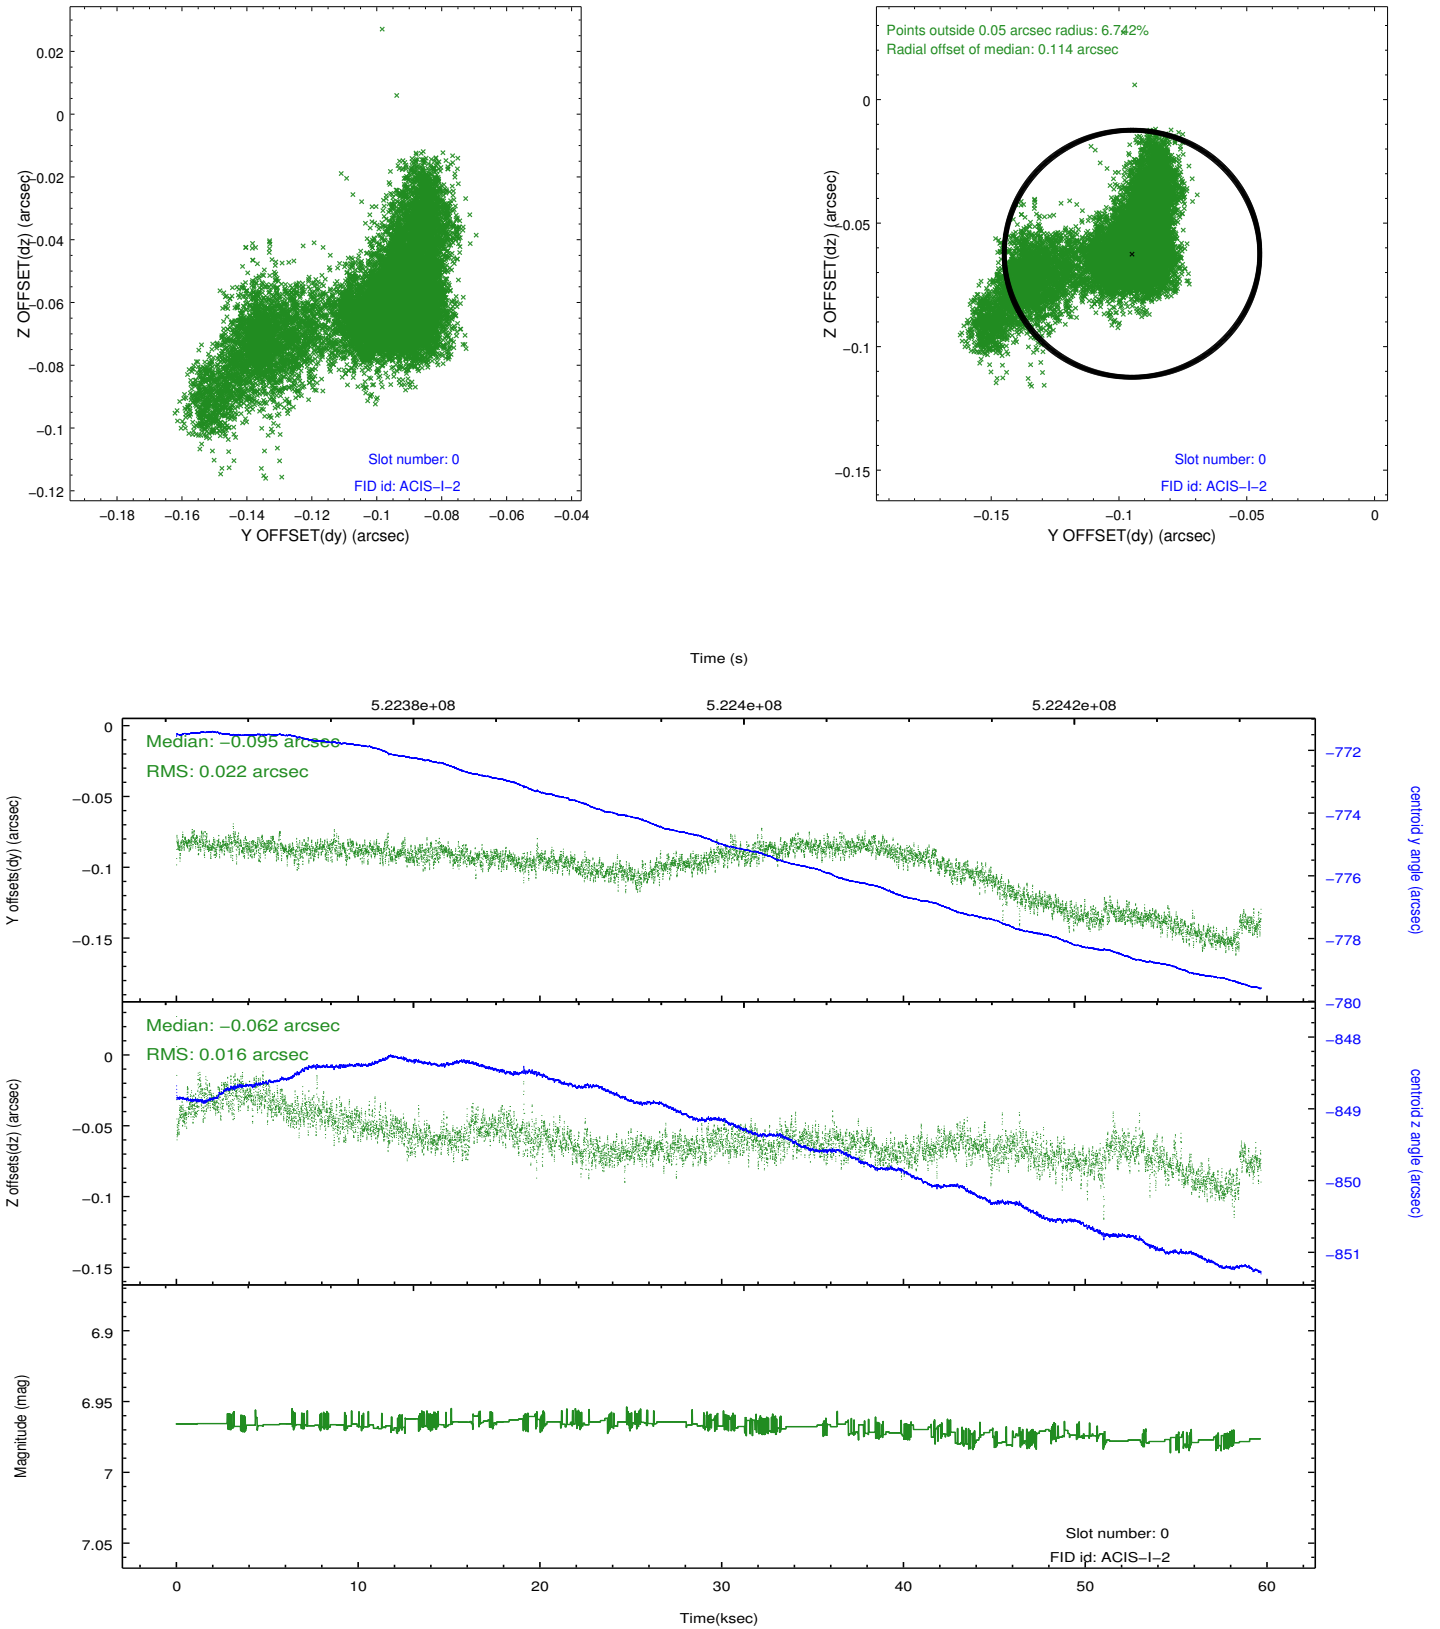 0.02
0
−0.02
−0.04
−0.06
−0.08
−0.1
−0.12
Z OFFSET(dz) (arcsec)
Slot number: 0
FID id: ACIS−I−2
−0.18 −0.16 −0.14 −0.12 −0.1 −0.08 −0.06 −0.04
Y OFFSET(dy) (arcsec)
Points outside 0.05 arcsec radius: 6.742%
Radial offset of median: 0.114 arcsec
0
−0.05
−0.1
−0.15
Z OFFSET(dz) (arcsec)
Slot number: 0
FID id: ACIS−I−2
−0.15 −0.1 −0.05 0
Y OFFSET(dy) (arcsec)
Time (s)
5.2238e+08 5.224e+08 5.2242e+08
Median: −0.095 arcsec
RMS: 0.022 arcsec
0
−0.05
−0.1
−0.15
Y offsets(dy) (arcsec)
−772
−774
−776
−778
−780
centroid y angle (arcsec)
Median: −0.062 arcsec
RMS: 0.016 arcsec
0
−0.05
−0.1
−0.15
Z offsets(dz) (arcsec)
−848
−849
−850
−851
centroid z angle (arcsec)
6.9
6.95
7
7.05
Magnitude (mag)
Slot number: 0
FID id: ACIS−I−2
0 10 20 30 40 50 60
Time(ksec)